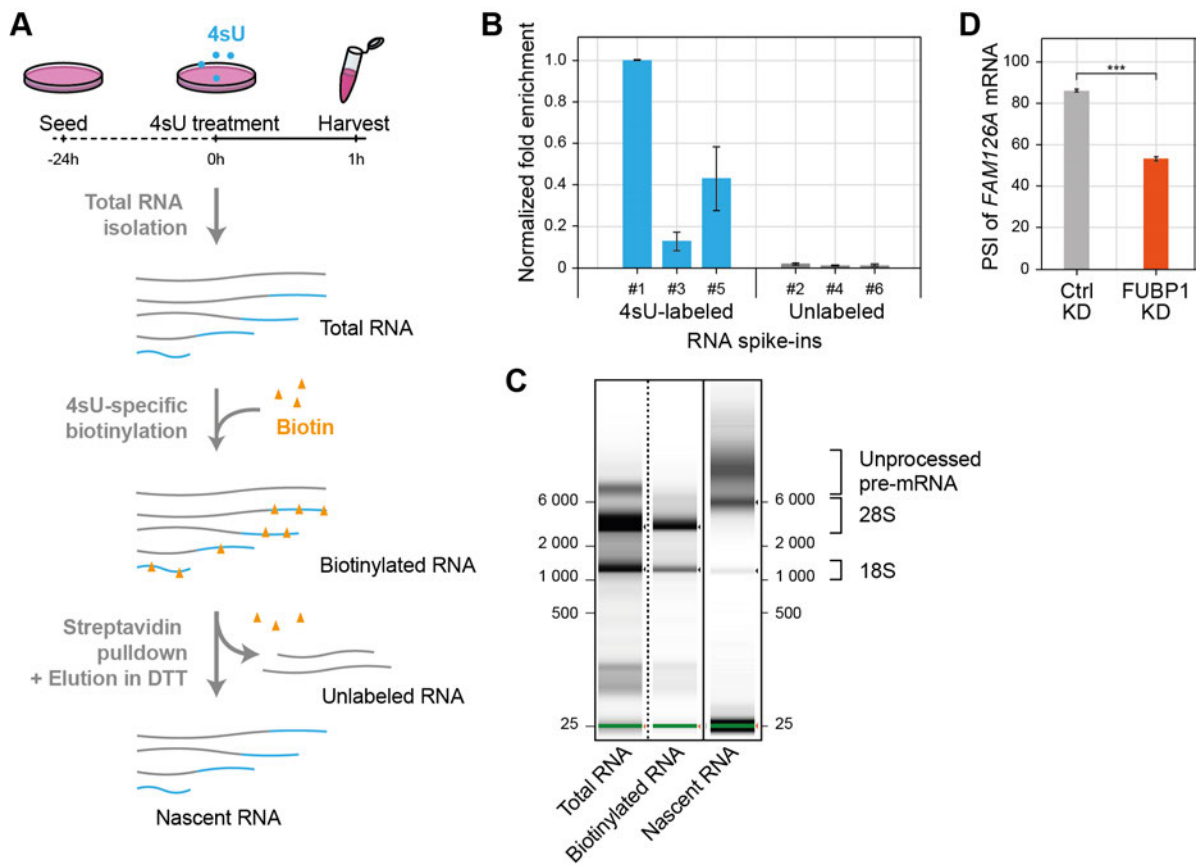 A
4sU
Seed
4sU treatment
Harvest
-24h
0h
1h
Total RNA
isolation
Total RNA
4sU-specific
biotinylation
Biotin
Biotinylated RNA
Streptavidin
pulldown
+ Elution in DTT
Unlabeled RNA
Nascent RNA
B
Normalized fold enrichment
1.0
0.8
0.6
0.4
0.2
0
#1 #3 #5 #2 #4 #6
4sU-labeled Unlabeled
RNA spike-ins
C
6 000
2 000
1 000
500
25
6 000
2 000
1 000
500
25
Unprocessed
pre-mRNA
28S
18S
Total RNA
Biotinylated RNA
Nascent RNA
D
PSI of FAM126A mRNA
100
80
60
40
20
0
***
Ctrl
KD
FUBP1
KD